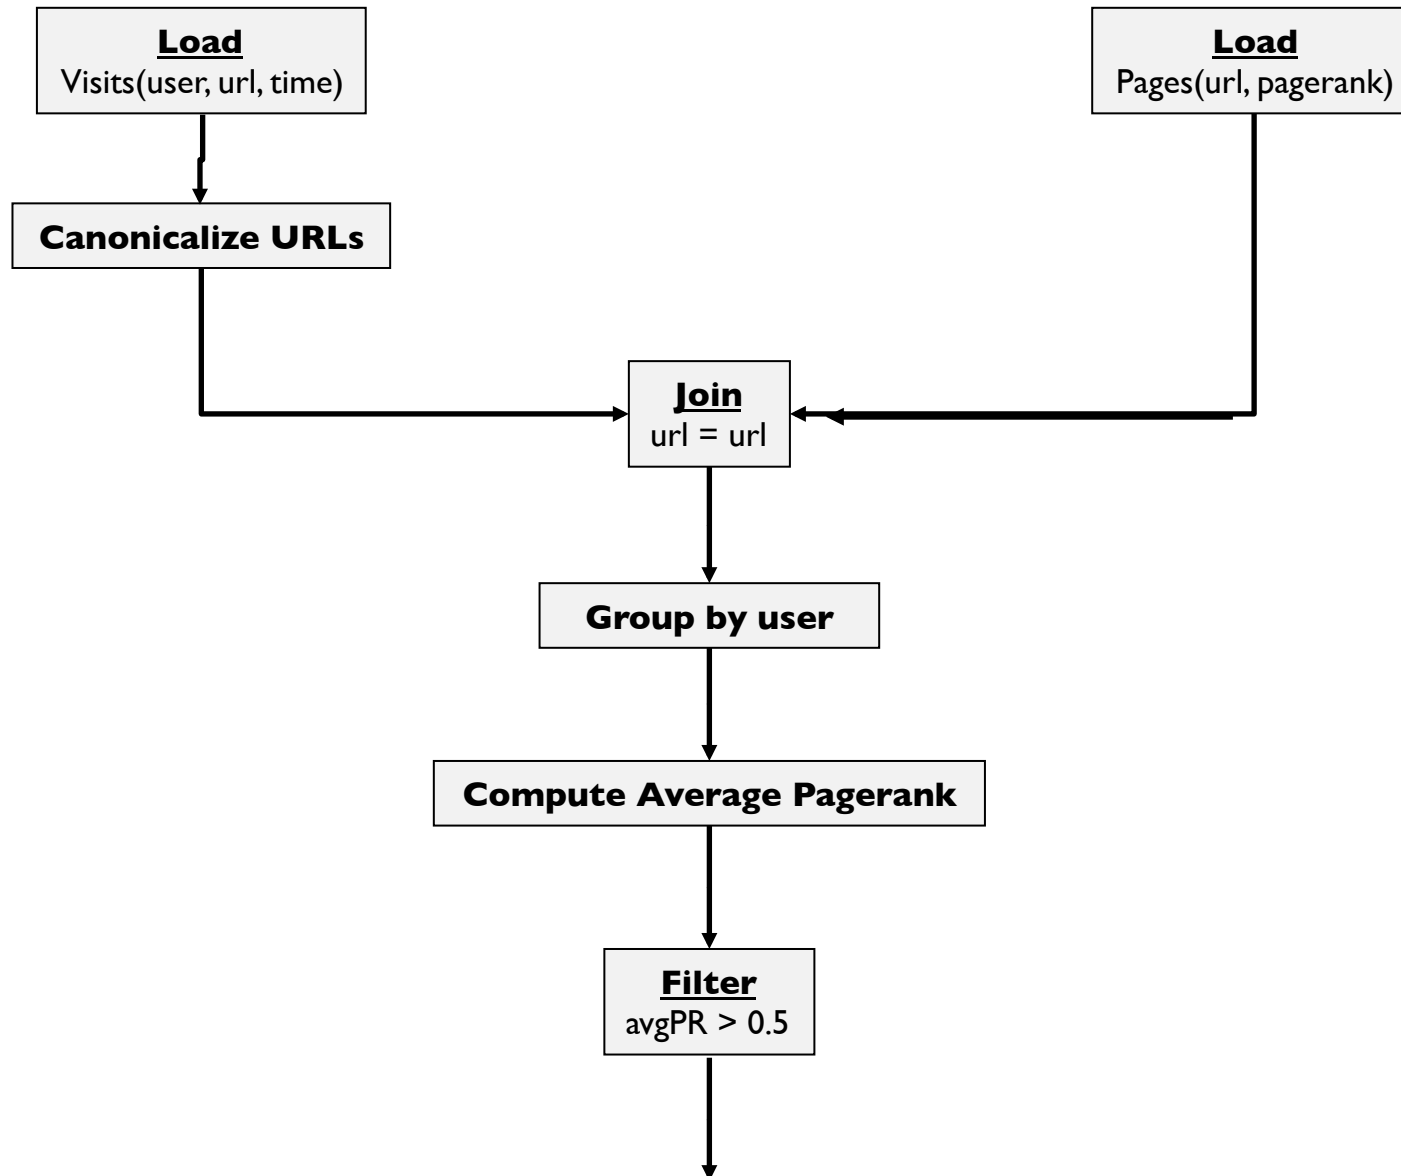 Load
Visits(user, url, time)
Load
Pages(url, pagerank)
Canonicalize URLs
Join
url = url
Group by user
Compute Average Pagerank
Filter
avgPR > 0.5